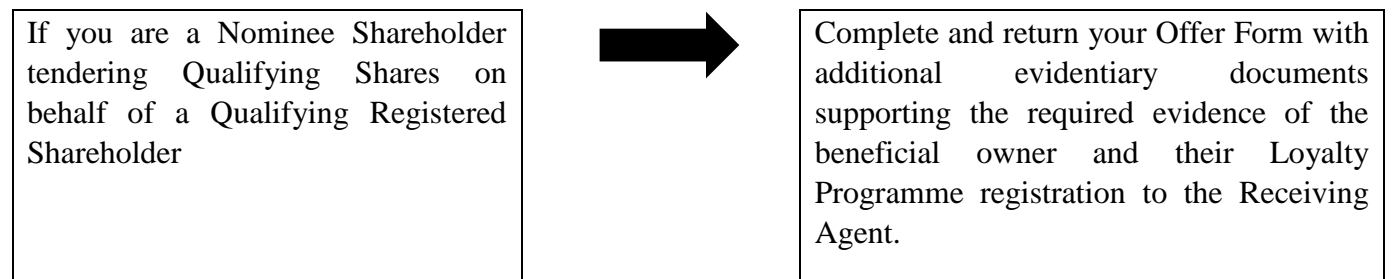 If you are a Nominee Shareholder
tendering Qualifying Shares on
behalf of a Qualifying Registered
Shareholder
Complete and return your Offer Form with
additional evidentiary documents
supporting the required evidence of the
beneficial owner and their Loyalty
Programme registration to the Receiving
Agent.